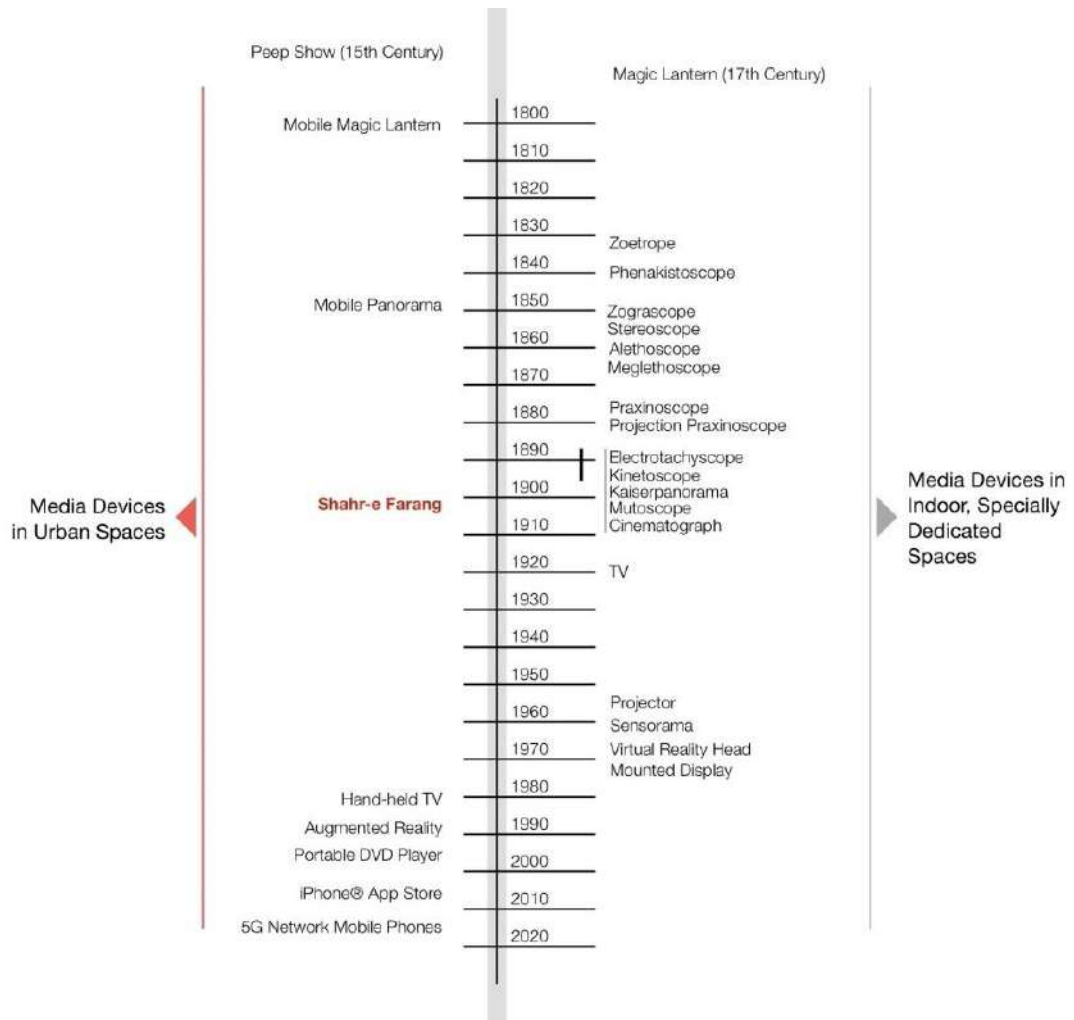 Peep Show (15th Century)
Magic Lantern (17th Century)
1800
Mobile Magic Lantern
1810
1820
1830
Zoetrope
1840
Phenakistoscope
Mobile Panorama
1850
Zograscope
Stereoscope
1860
Alethoscope
Meglethoscope
1870
1880
Praxinoscope
Projection Praxinoscope
1890
Electrotachyscope
Kinetoscope
1900
Kaiserpanorama
Shahr-e Farang
Mutoscope
1910
Cinematograph
Media Devices
in Urban Spaces
Media Devices in
Indoor, Specially
Dedicated
Spaces
1920
TV
1930
1940
1950
Projector
1960
Sensorama
1970
Virtual Reality Head
Mounted Display
1980
Hand-held TV
1990
Augmented Reality
Portable DVD Player
2000
iPhone® App Store
2010
5G Network Mobile Phones
2020